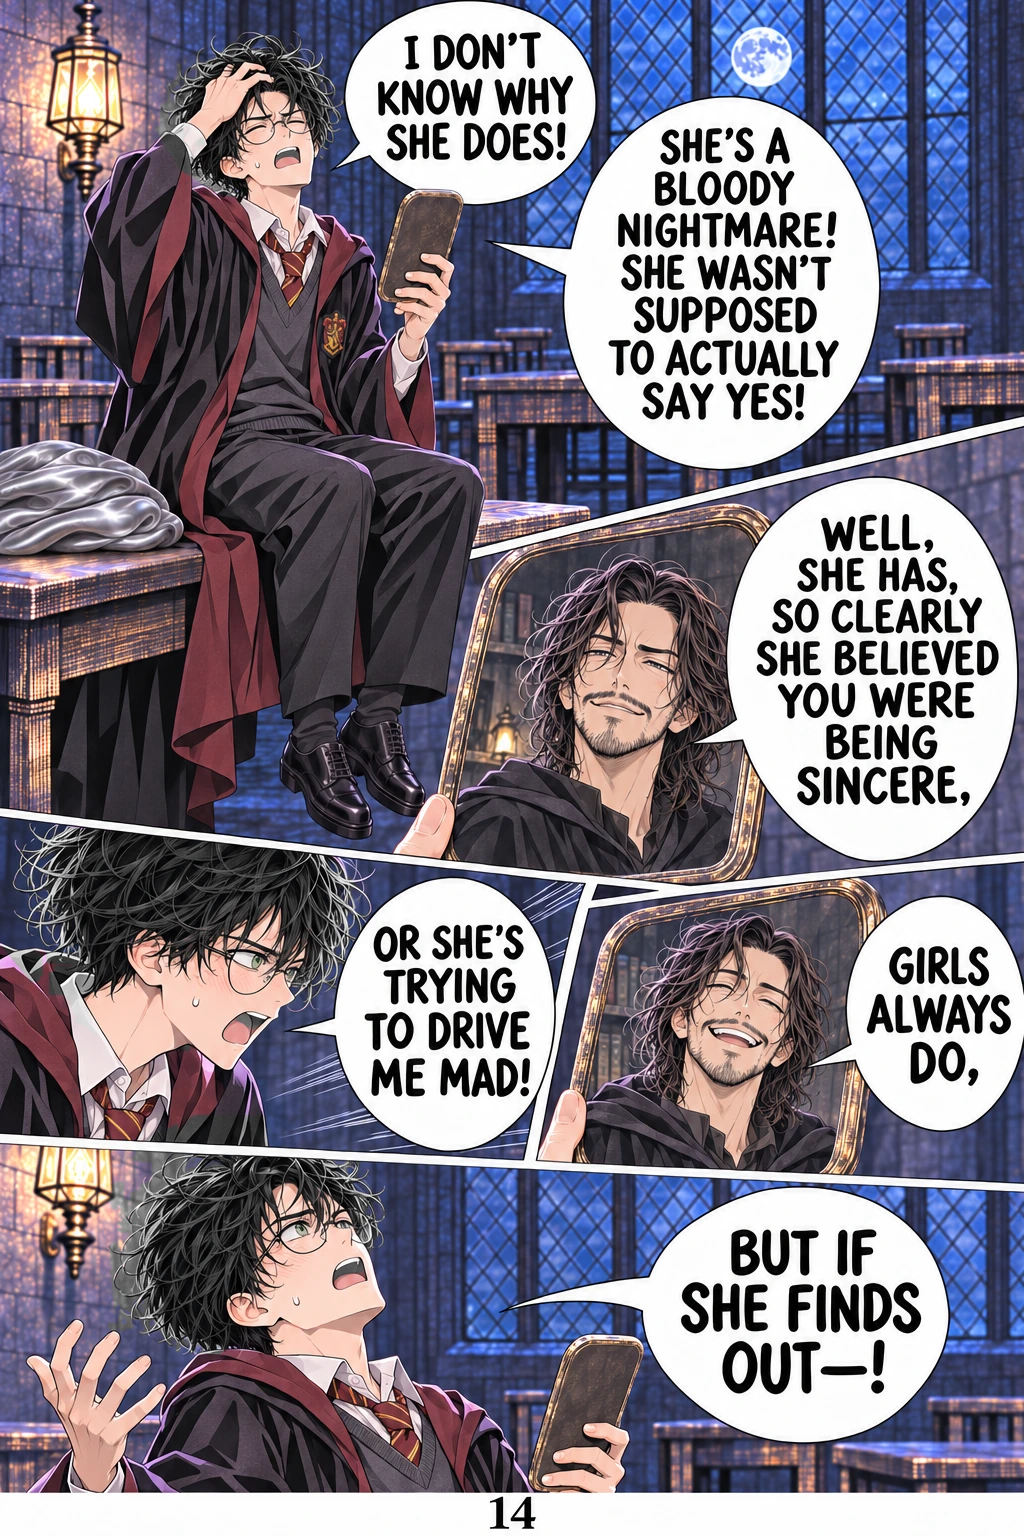 I DON'T
KNOW WHY
SHE DOES!
SHE'S A
BLOODY
NIGHTMARE!
SHE WASN'T
SUPPOSED
TO ACTUALLY
SAY YES!
WELL,
SHE HAS,
SO CLEARLY
SHE BELIEVED
YOU WERE
BEING
SINCERE,
OR SHE'S
TRYING
TO DRIVE
ME MAD!
GIRLS
ALWAYS
DO,
BUT IF
SHE FINDS
OUT—!
14